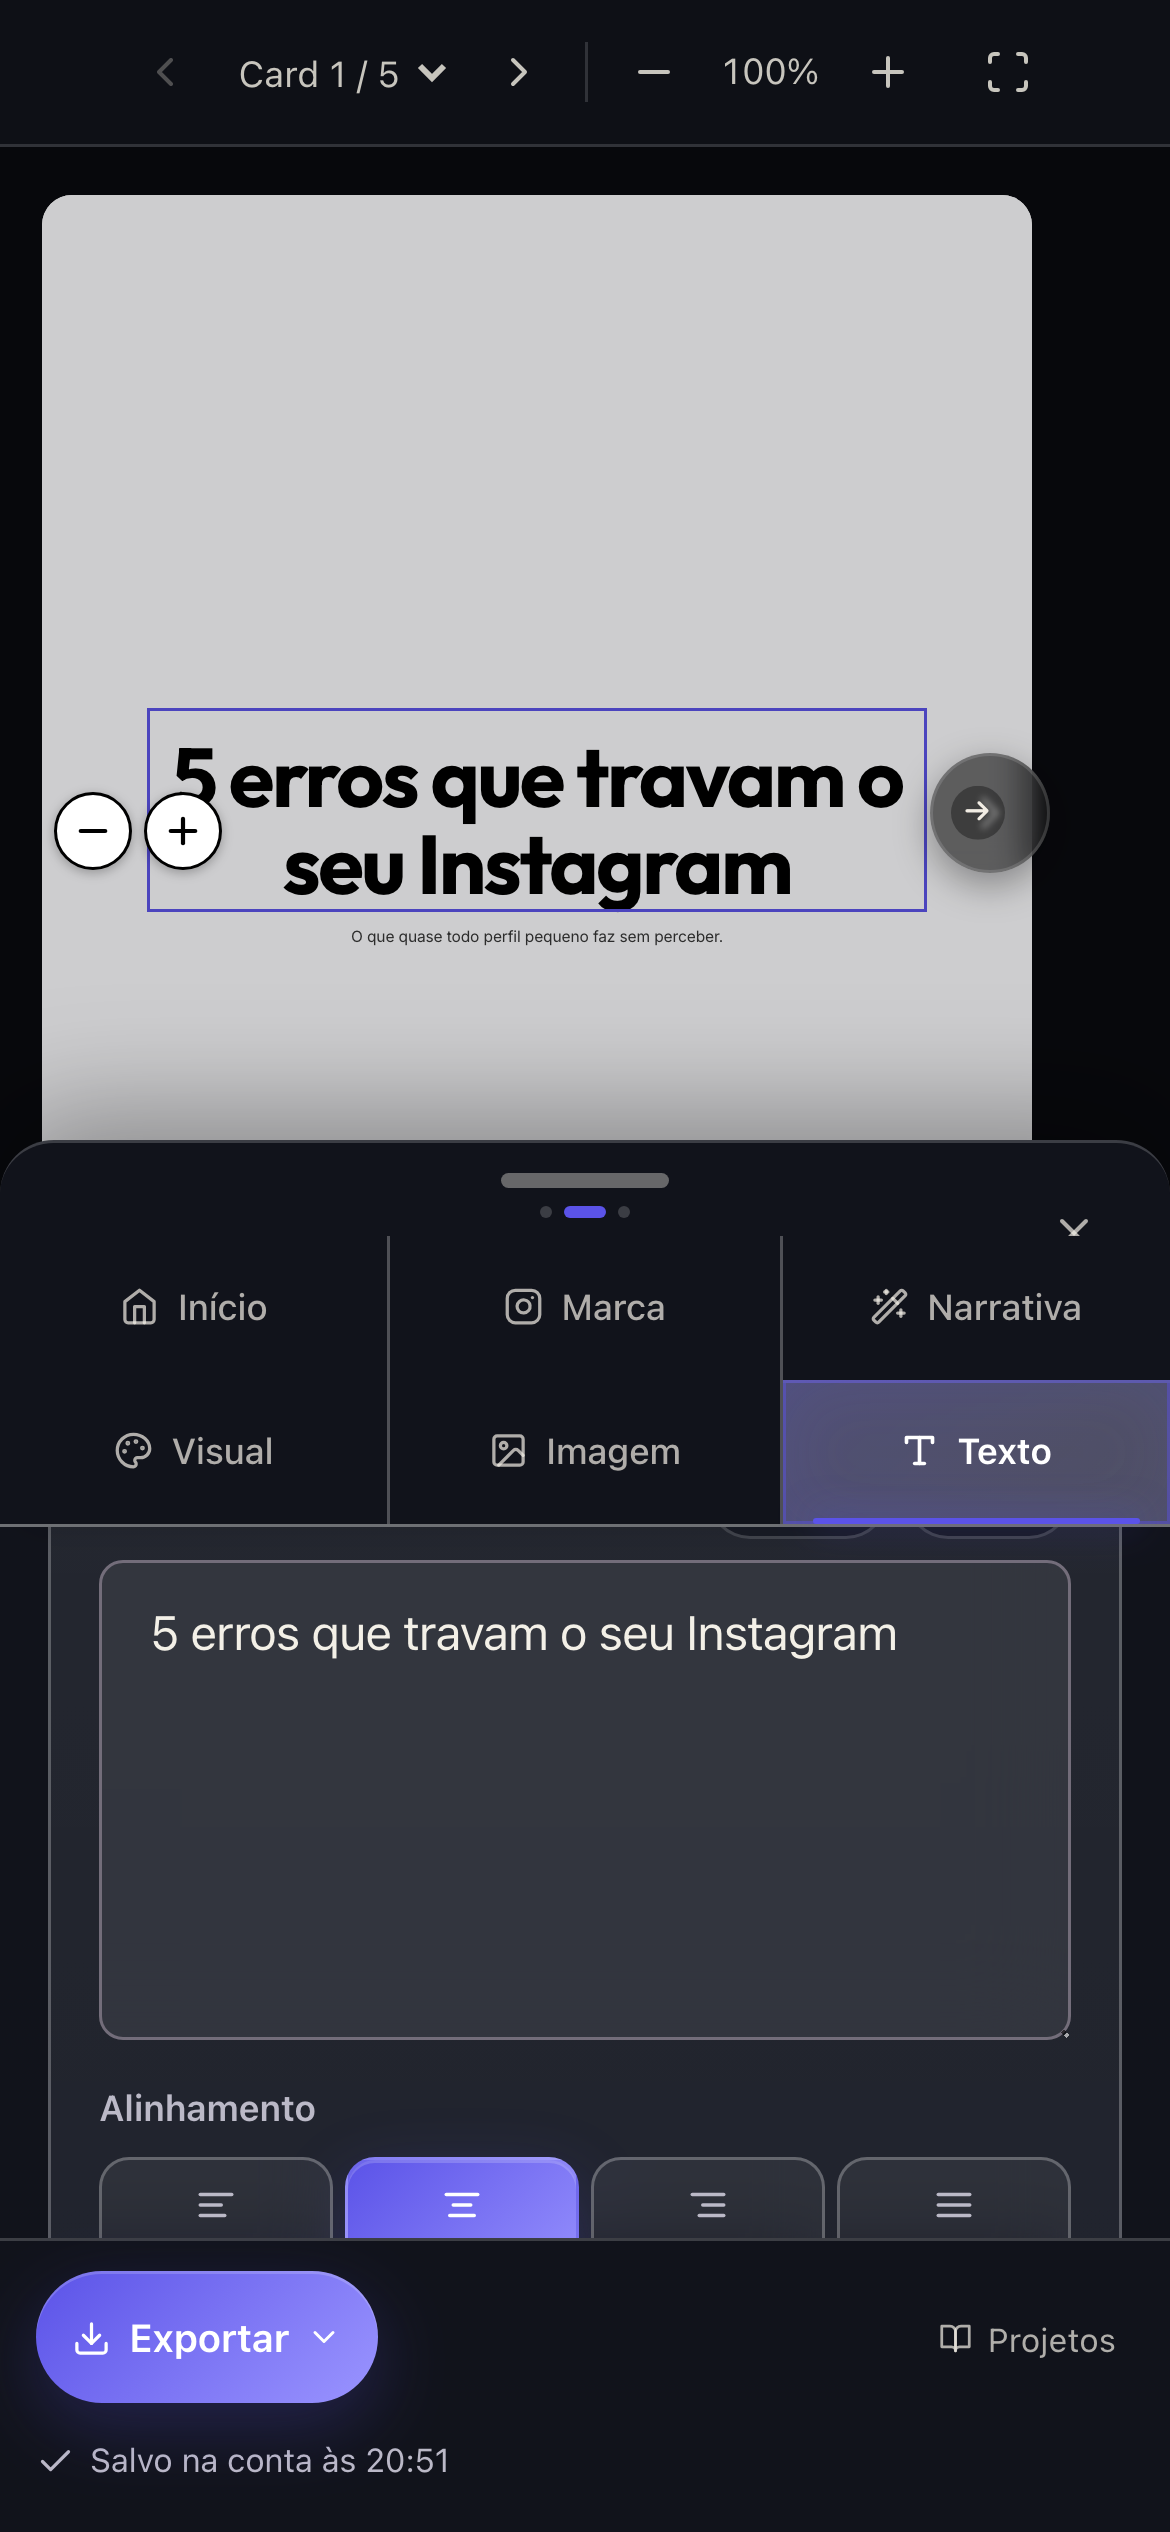 Card 1 / 5
100%
5 erros que travam o
seu Instagram
O que quase todo perfil pequeno faz sem perceber.
Início
Marca
Narrativa
Visual
Imagem
Texto
5 erros que travam o seu Instagram
Alinhamento
Exportar
Projetos
Salvo na conta às 20:51